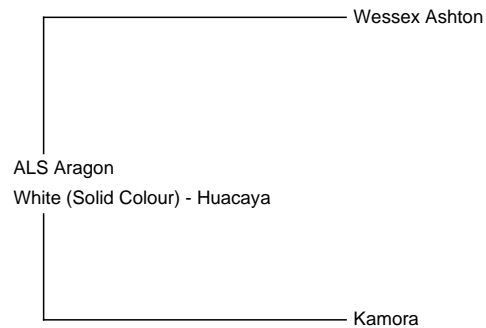 Wessex Ashton
ALS Aragon
White (Solid Colour) - Huacaya
Kamora